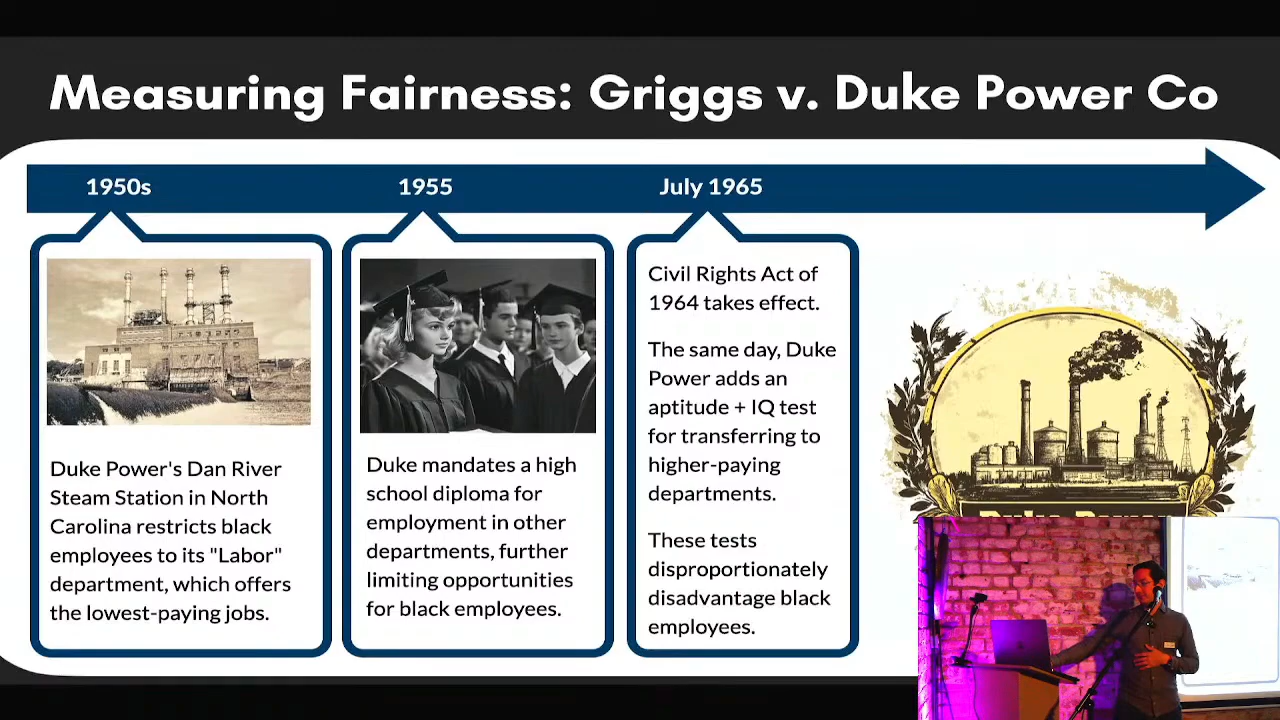 Measuring Fairness: Griggs v. Duke Power Co
1950s
1955
July 1965
Duke Power's Dan River
Steam Station in North
Carolina restricts black
employees to its "Labor"
department, which offers
the lowest-paying jobs.
Duke mandates a high
school diploma for
employment in other
departments, further
limiting opportunities
for black employees.
Civil Rights Act of
1964 takes effect.
The same day, Duke
Power adds an
aptitude + IQ test
for transferring to
higher-paying
departments.
These tests
disproportionately
disadvantage black
employees.